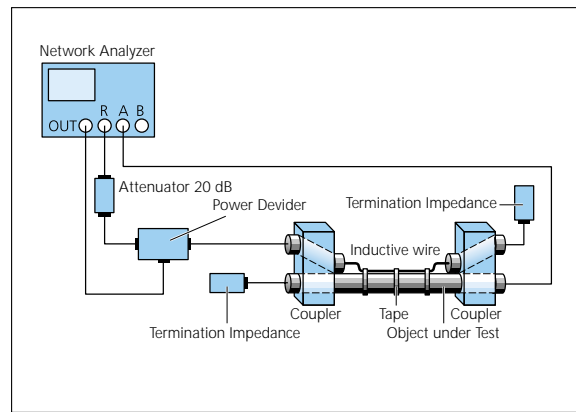 Network Analyzer
R A B
OUT
Attenuator 20 dB
Power Devider
Termination Impedance
Inductive wire
Termination Impedance
Coupler
Tape
Coupler
Object under Test